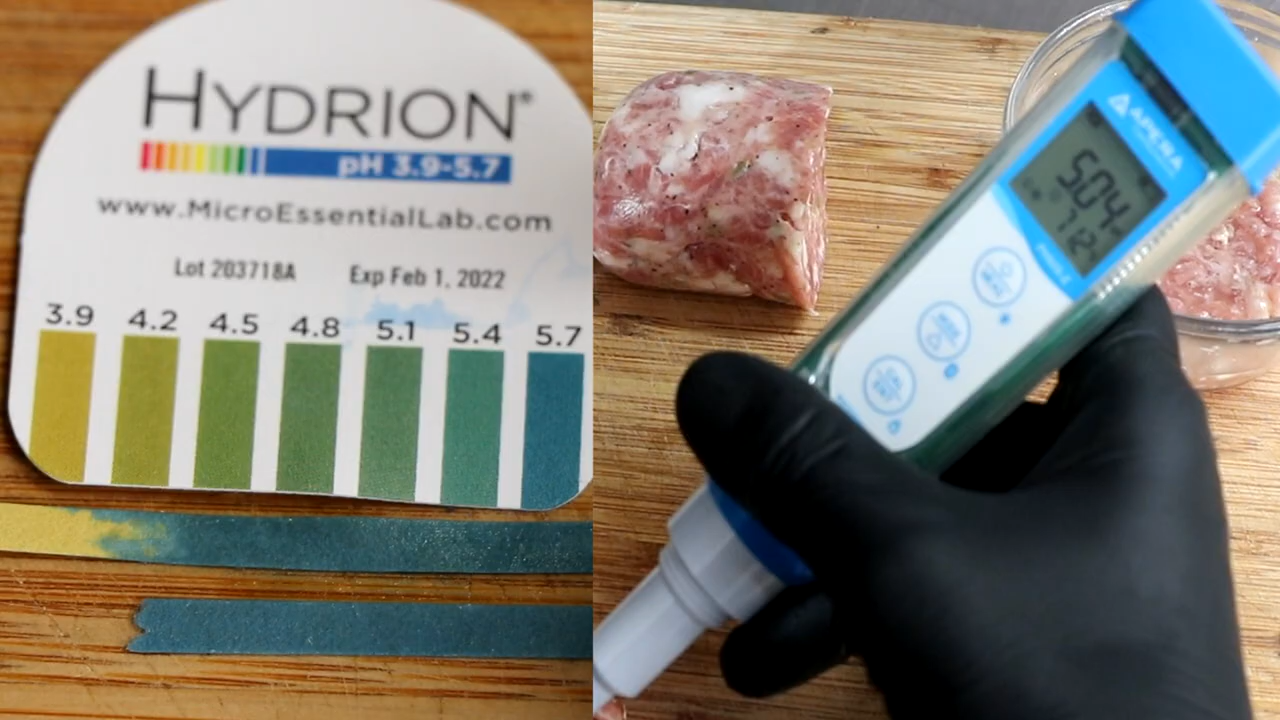 HYDRION®
pH 3.9-5.7
www.MicroEssentialLab.com
Lot 203718A Exp Feb 1, 2022
3.9 4.2 4.5 4.8 5.1 5.4 5.7
APERA
5.04